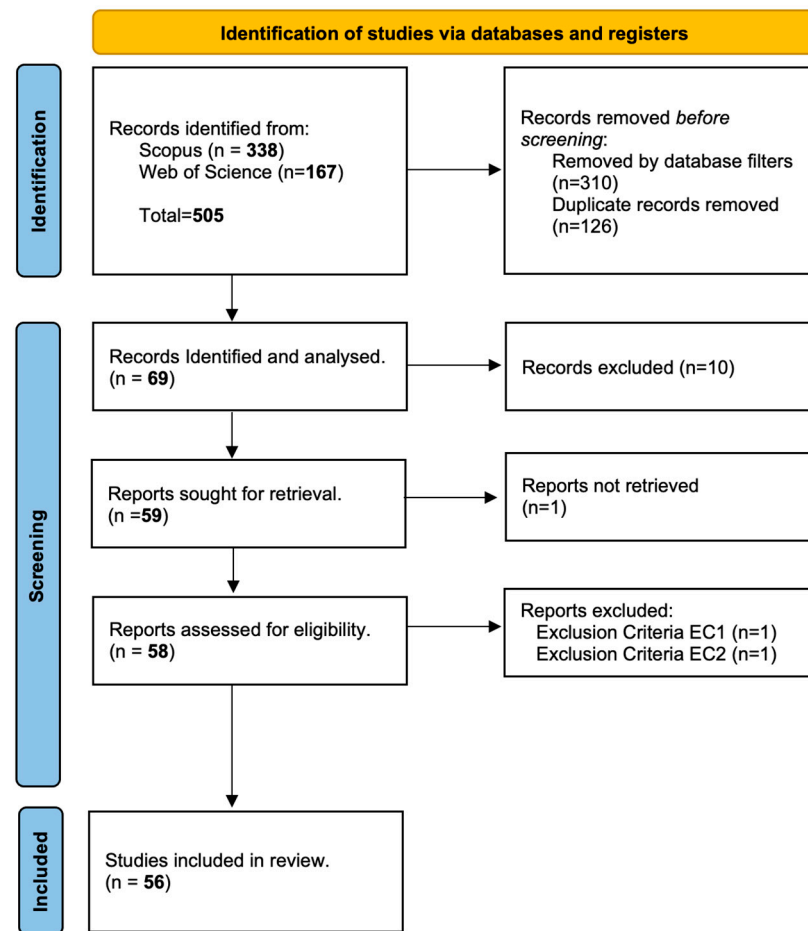 Identification of studies via databases and registers
Identification
Records identified from:
Scopus (n = 338)
Web of Science (n=167)
Total=505
Records removed before
screening:
Removed by database filters
(n=310)
Duplicate records removed
(n=126)
Screening
Records Identified and analysed.
(n = 69)
Records excluded (n=10)
Reports sought for retrieval.
(n =59)
Reports not retrieved
(n=1)
Reports assessed for eligibility.
(n = 58)
Reports excluded:
Exclusion Criteria EC1 (n=1)
Exclusion Criteria EC2 (n=1)
Included
Studies included in review.
(n = 56)